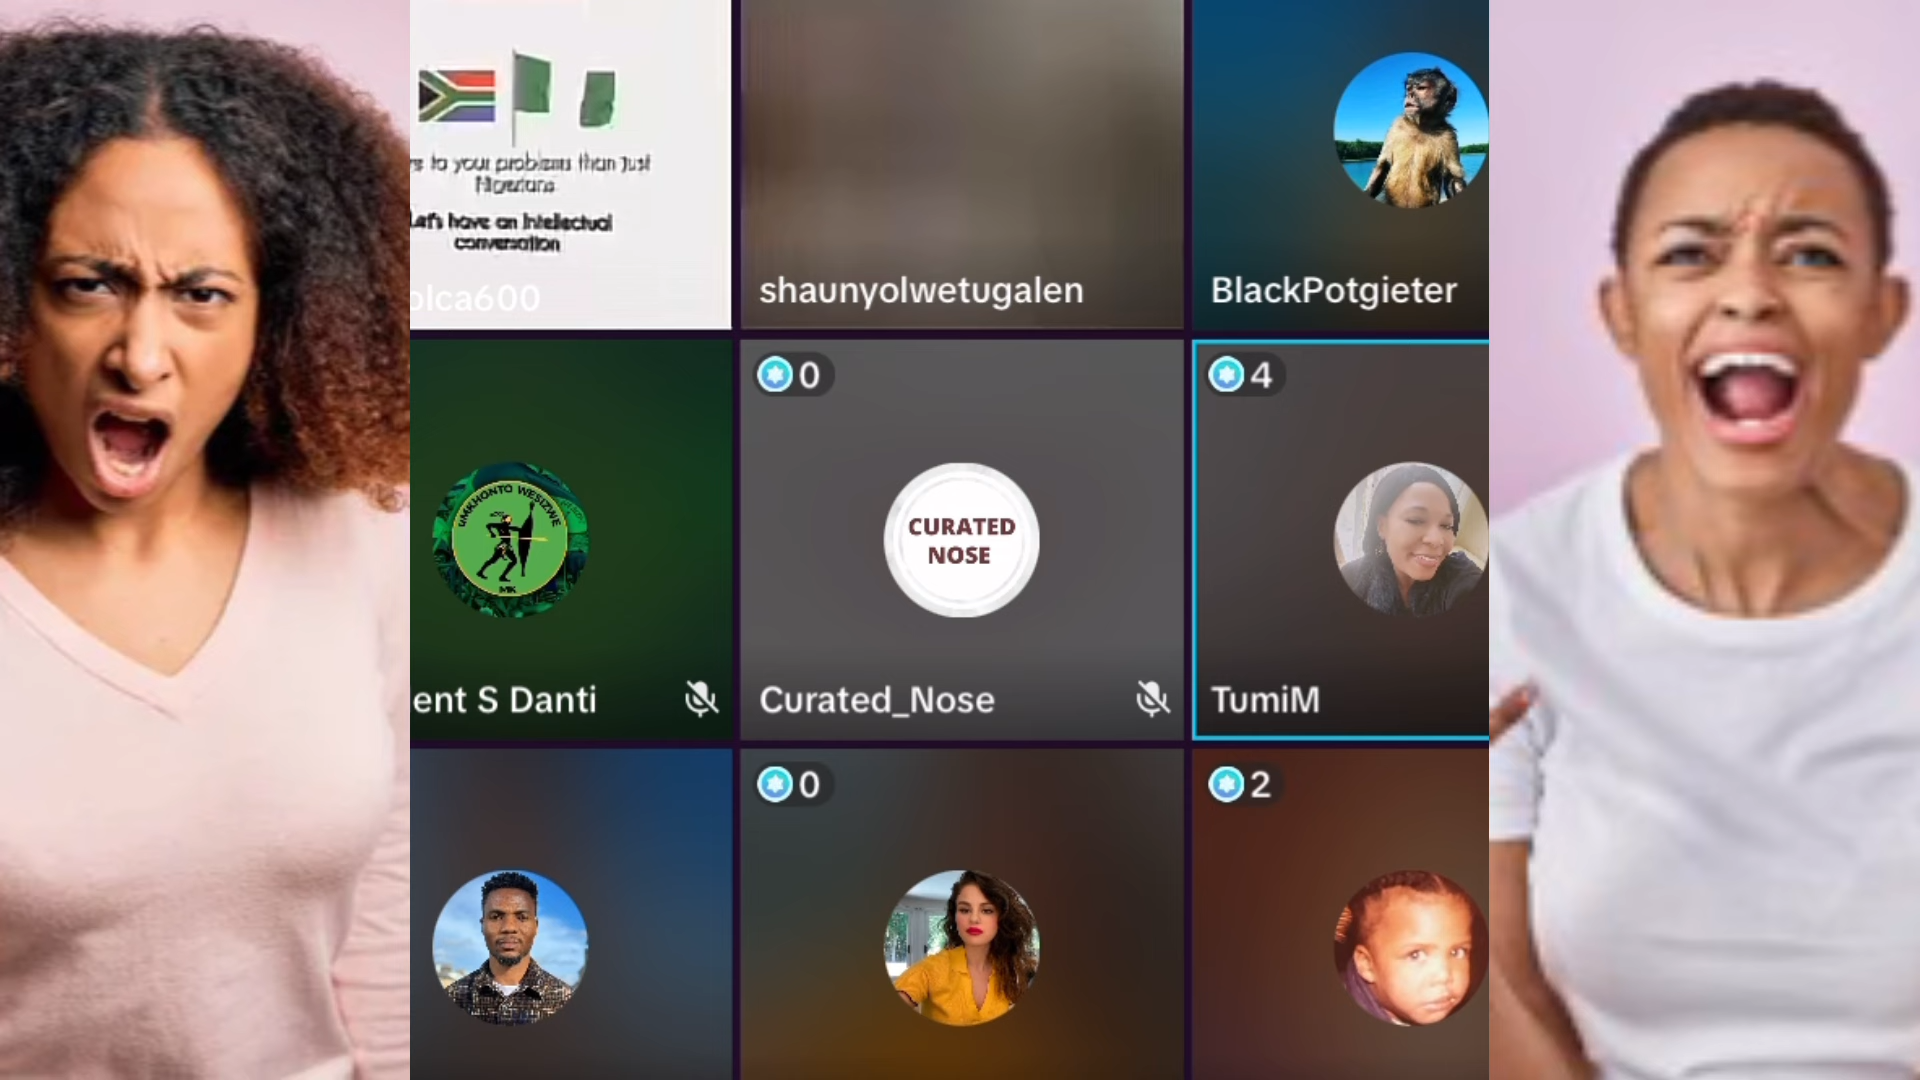 to your problems than Just
Nigerians
Let's have an Intellectual
conversation
olca600
shaunyolwetugalen
BlackPotgieter
UMKHONTO WESIZWE
MK
ent S Danti
0
CURATED
NOSE
Curated_Nose
4
TumiM
0
2